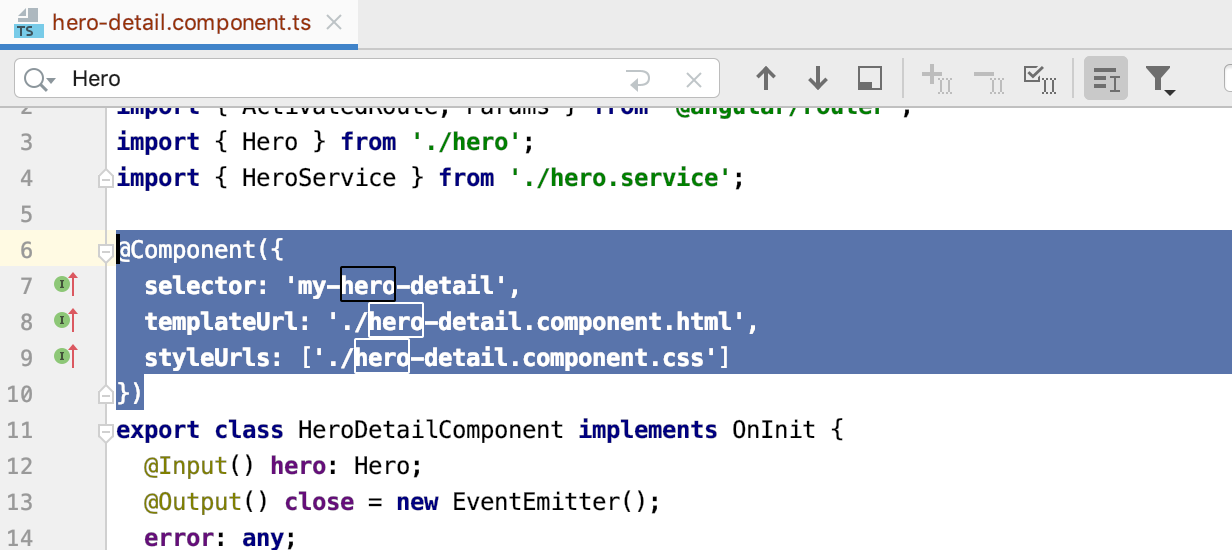 TS hero-detail.component.ts
Hero
2 import { ActivatedRoute, Params } from '@angular/router';
3 import { Hero } from './hero';
4 import { HeroService } from './hero.service';
5
6 @Component({
7 selector: 'my-hero-detail',
8 templateUrl: './hero-detail.component.html',
9 styleUrls: ['./hero-detail.component.css']
10 })
11 export class HeroDetailComponent implements OnInit {
12 @Input() hero: Hero;
13 @Output() close = new EventEmitter();
14 error: any;